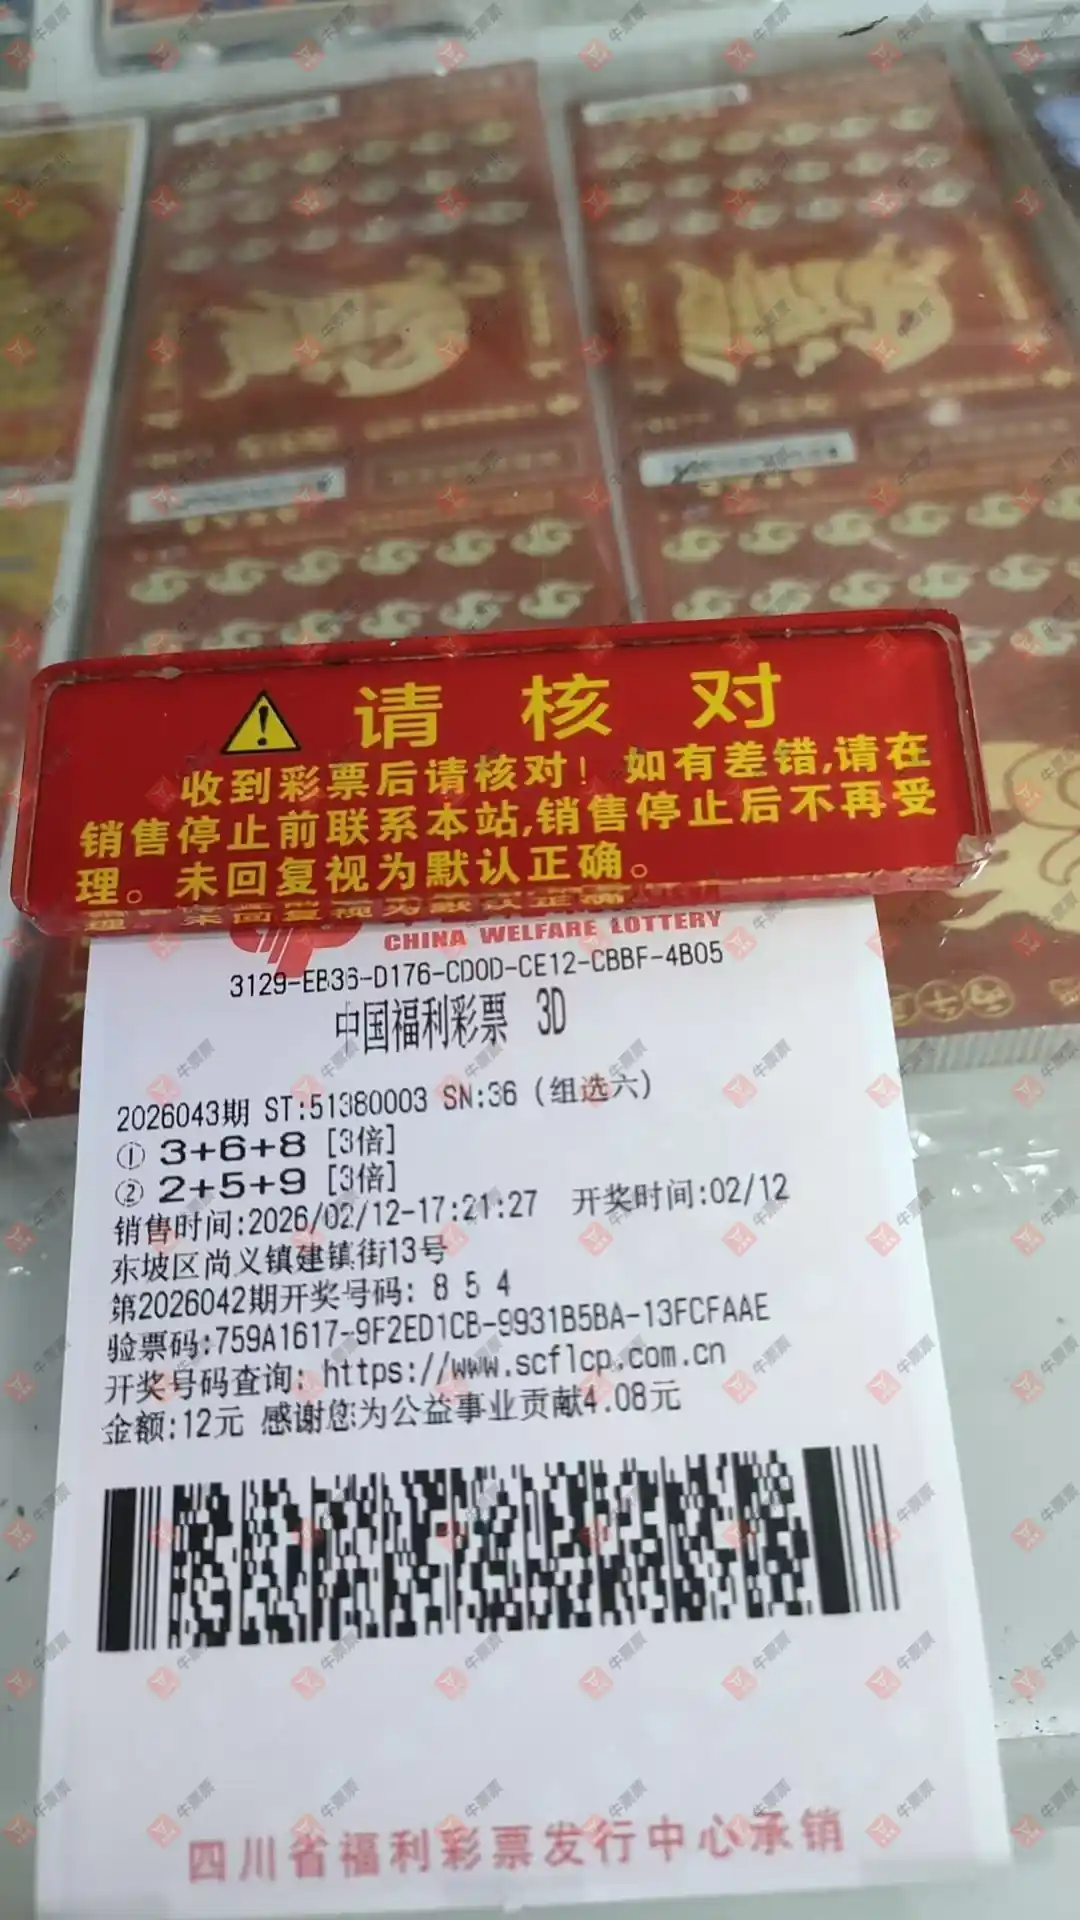 请核对
收到彩票后请核对！如有差错,请在
销售停止前联系本站,销售停止后不再受
理。未回复视为默认正确。
CHINA WELFARE LOTTERY
3129-EB36-D176-CD0D-CE12-CBBF-4B05
中国福利彩票 3D
2026043期 ST:51380003 SN:36 (组选六)
① 3+6+8 [3倍]
② 2+5+9 [3倍]
销售时间:2026/02/12-17:21:27 开奖时间:02/12
东坡区尚义镇建镇街13号
第2026042期开奖号码: 8 5 4
验票码:759A1617-9F2ED1CB-9931B5BA-13FCFAAE
开奖号码查询: https://www.scflcp.com.cn
金额:12元 感谢您为公益事业贡献4.08元
四川省福利彩票发行中心承销
牛票票